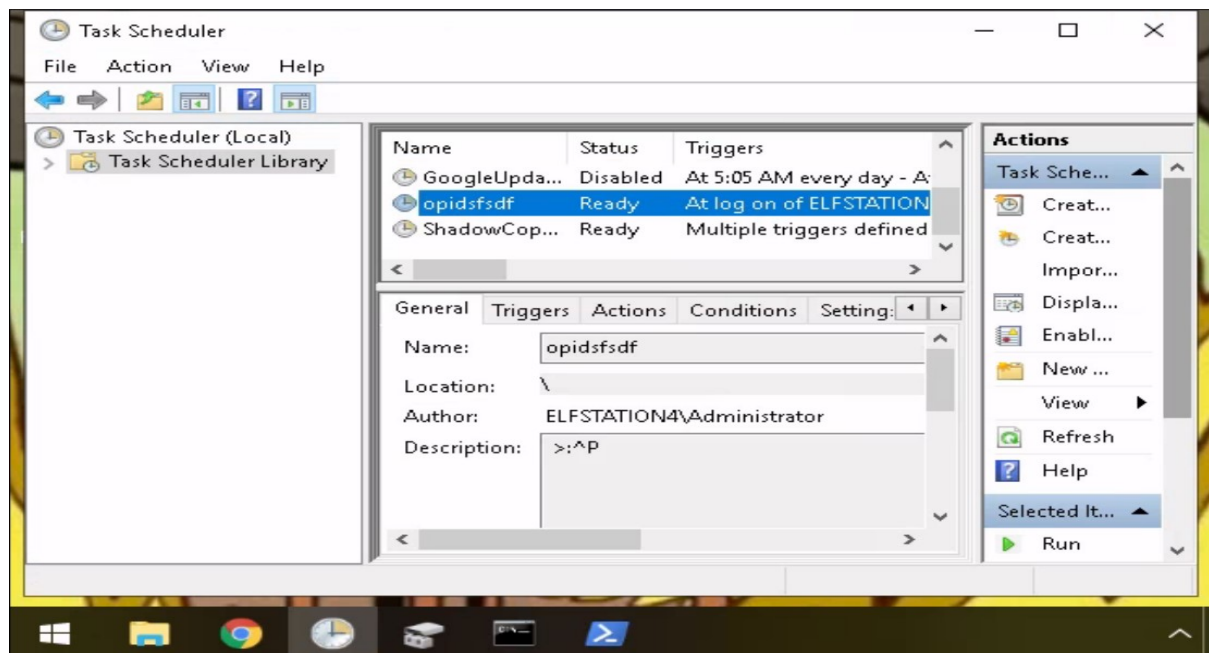 Task Scheduler
File Action View Help
Task Scheduler (Local)
Task Scheduler Library
Name Status Triggers
GoogleUpda... Disabled At 5:05 AM every day - A
opidsfsdf Ready At log on of ELFSTATION
ShadowCop... Ready Multiple triggers defined
General Triggers Actions Conditions Setting:
Name: opidsfsdf
Location: \
Author: ELFSTATION4\Administrator
Description: >:^P
Actions
Task Sche...
Creat...
Creat...
Impor...
Displa...
Enabl...
New ...
View
Refresh
Help
Selected It...
Run